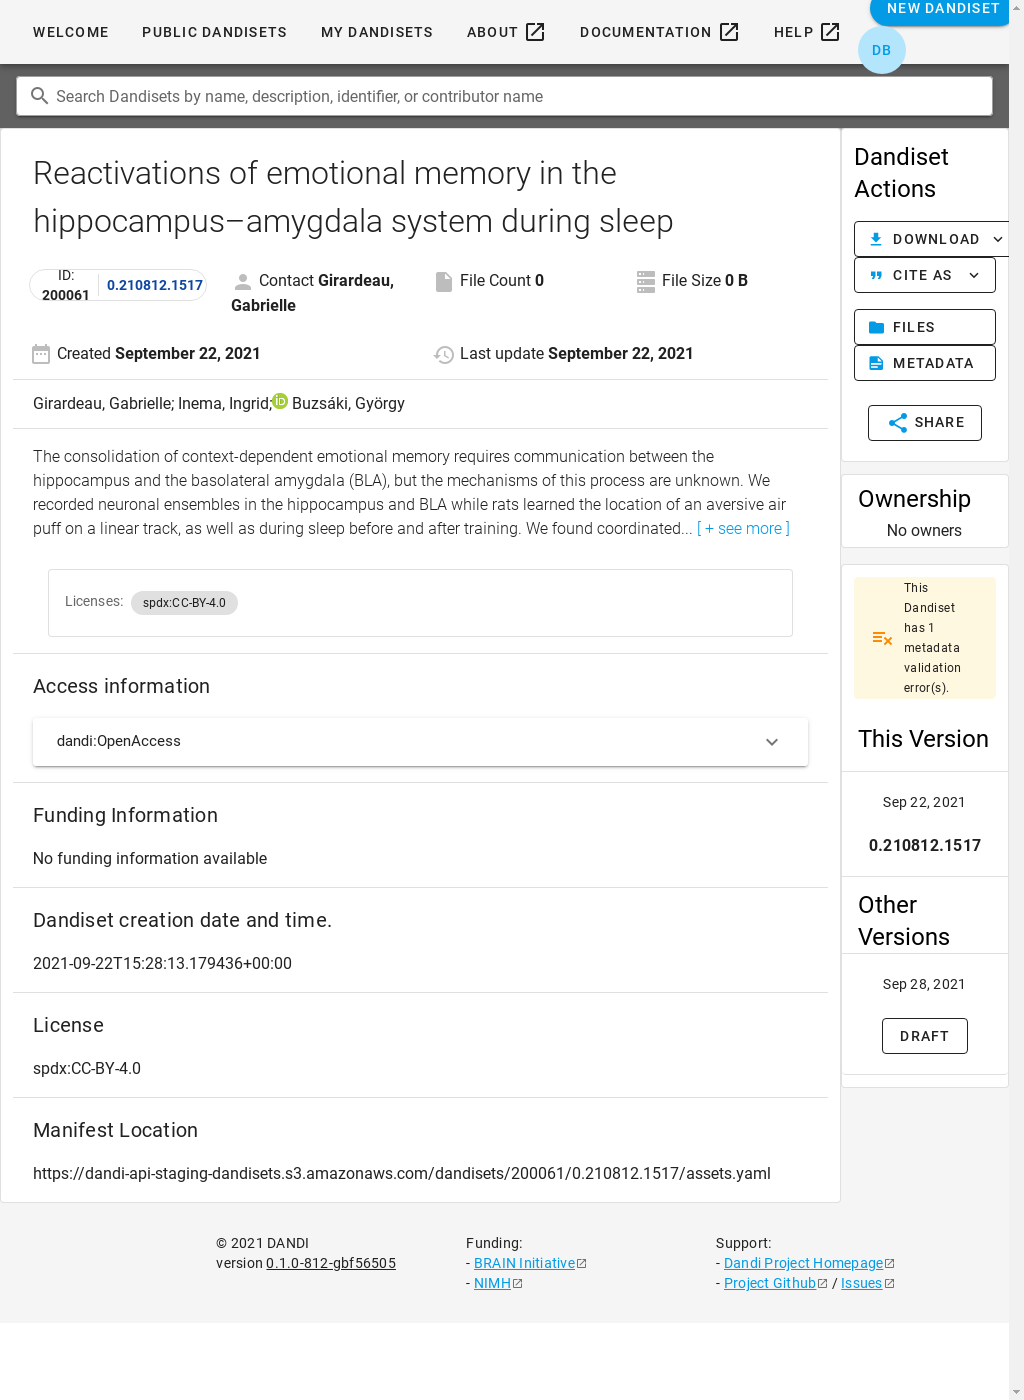 WELCOME PUBLIC DANDISETS MY DANDISETS ABOUT DOCUMENTATION HELP NEW DANDISET
DB
Search Dandisets by name, description, identifier, or contributor name
Reactivations of emotional memory in the
hippocampus–amygdala system during sleep
ID:
200061
0.210812.1517
Contact Girardeau,
Gabrielle
File Count 0
File Size 0 B
Created September 22, 2021
Last update September 22, 2021
Girardeau, Gabrielle; Inema, Ingrid; iD Buzsáki, György
The consolidation of context-dependent emotional memory requires communication between the
hippocampus and the basolateral amygdala (BLA), but the mechanisms of this process are unknown. We
recorded neuronal ensembles in the hippocampus and BLA while rats learned the location of an aversive air
puff on a linear track, as well as during sleep before and after training. We found coordinated... [ + see more ]
Licenses: spdx:CC-BY-4.0
Access information
dandi:OpenAccess
Funding Information
No funding information available
Dandiset creation date and time.
2021-09-22T15:28:13.179436+00:00
License
spdx:CC-BY-4.0
Manifest Location
https://dandi-api-staging-dandisets.s3.amazonaws.com/dandisets/200061/0.210812.1517/assets.yaml
Dandiset
Actions
DOWNLOAD
CITE AS
FILES
METADATA
SHARE
Ownership
No owners
This
Dandiset
has 1
metadata
validation
error(s).
This Version
Sep 22, 2021
0.210812.1517
Other
Versions
Sep 28, 2021
DRAFT
© 2021 DANDI
version 0.1.0-812-gbf56505
Funding:
- BRAIN Initiative
- NIMH
Support:
- Dandi Project Homepage
- Project Github / Issues